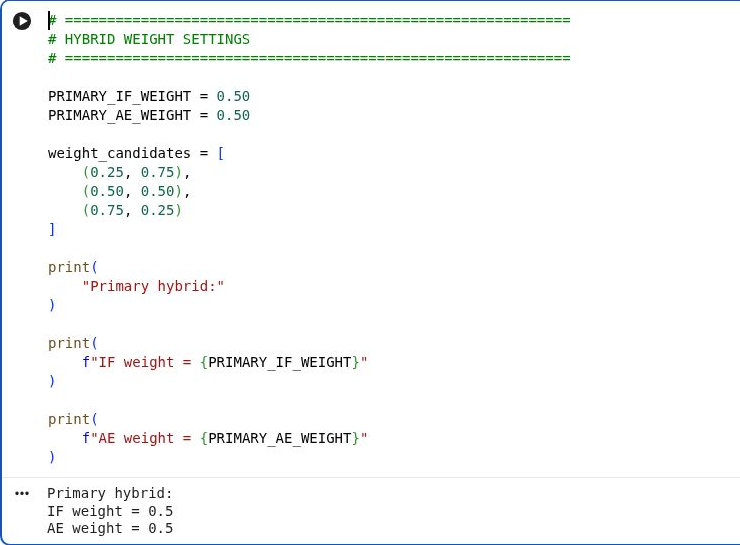 # ============================================================
# HYBRID WEIGHT SETTINGS
# ============================================================
PRIMARY_IF_WEIGHT = 0.50
PRIMARY_AE_WEIGHT = 0.50
weight_candidates = [
    (0.25, 0.75),
    (0.50, 0.50),
    (0.75, 0.25)
]
print(
    "Primary hybrid:"
)
print(
    f"IF weight = {PRIMARY_IF_WEIGHT}"
)
print(
    f"AE weight = {PRIMARY_AE_WEIGHT}"
)
Primary hybrid:
IF weight = 0.5
AE weight = 0.5